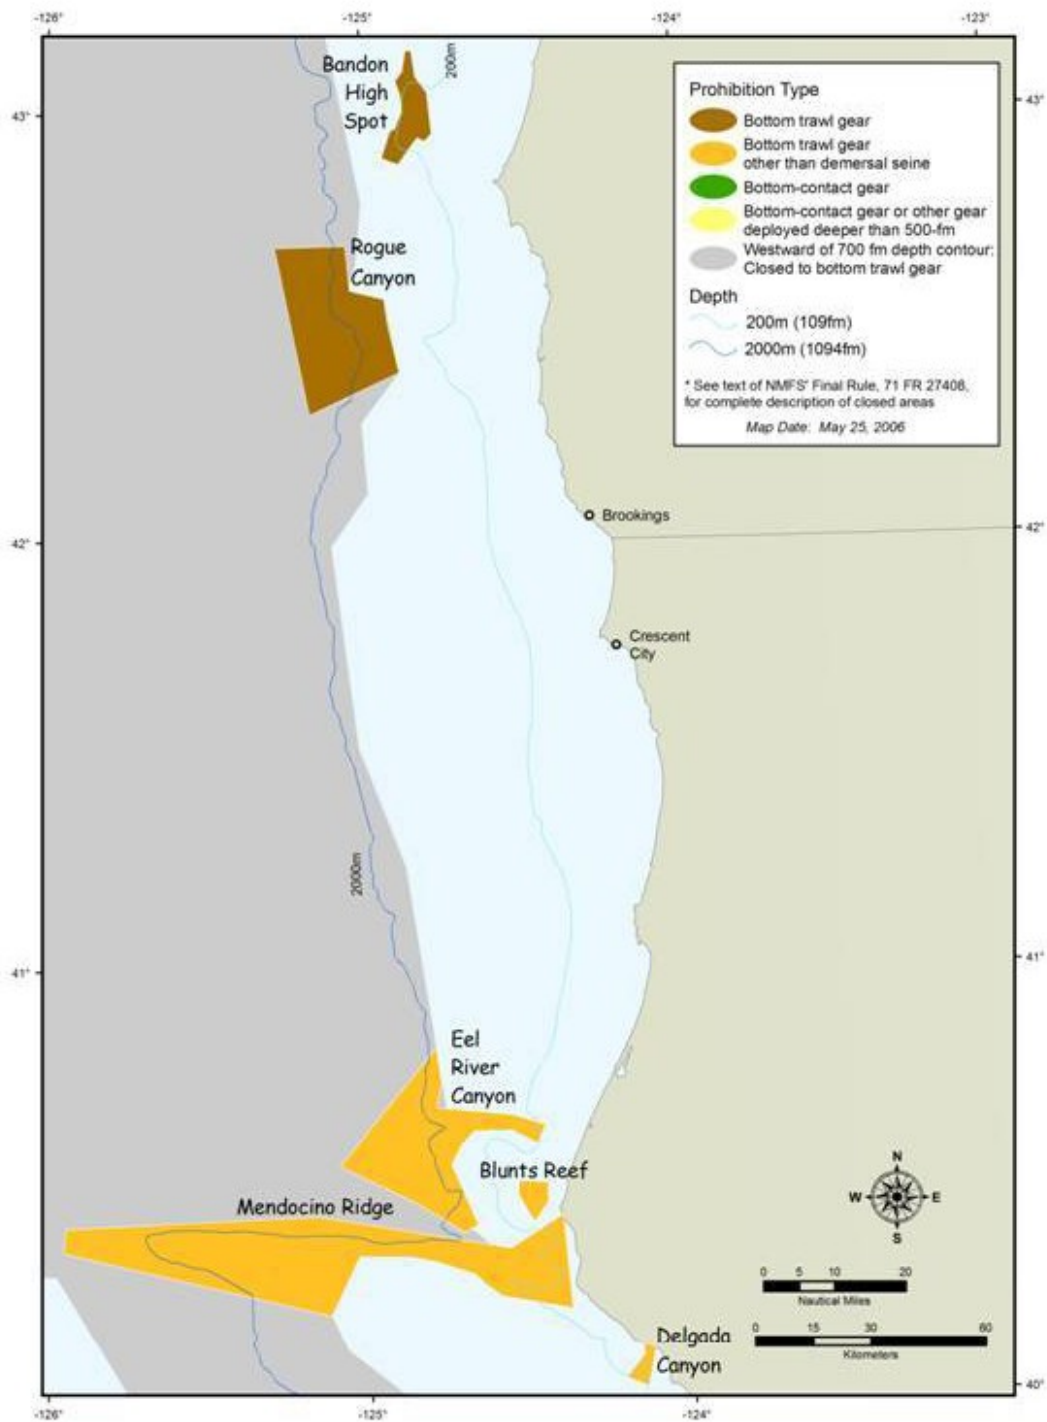 -126°
-125°
-124°
-123°
Bandon
High
Spot
200m
43°
43°
Prohibition Type
Bottom trawl gear
Bottom trawl gear
other than demersal seine
Bottom-contact gear
Bottom-contact gear or other gear
deployed deeper than 500-fm
Westward of 700 fm depth contour:
Closed to bottom trawl gear
Depth
200m (109fm)
2000m (1094fm)
* See text of NMFS' Final Rule, 71 FR 27408,
for complete description of closed areas
Map Date: May 25, 2006
Rogue
Canyon
Brookings
42°
42°
Crescent
City
2000m
41°
41°
Eel
River
Canyon
Blunts Reef
Mendocino Ridge
N
W
E
S
0 5 10 20
Nautical Miles
0 15 30 60
Kilometers
Delgada
Canyon
40°
-126°
-125°
-124°